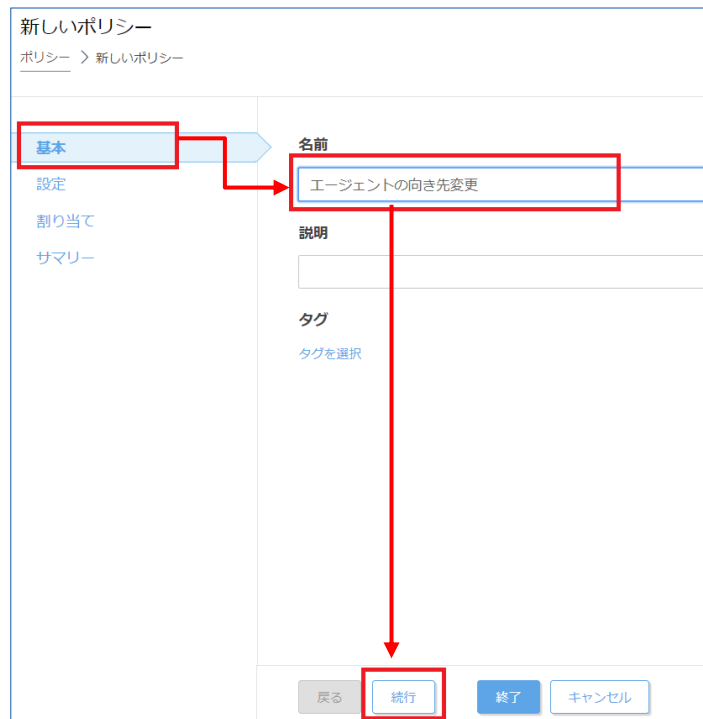 新しいポリシー
ポリシー > 新しいポリシー
基本
設定
割り当て
サマリー
名前
エージェントの向き先変更
説明
タグ
タグを選択
戻る 続行 終了 キャンセル